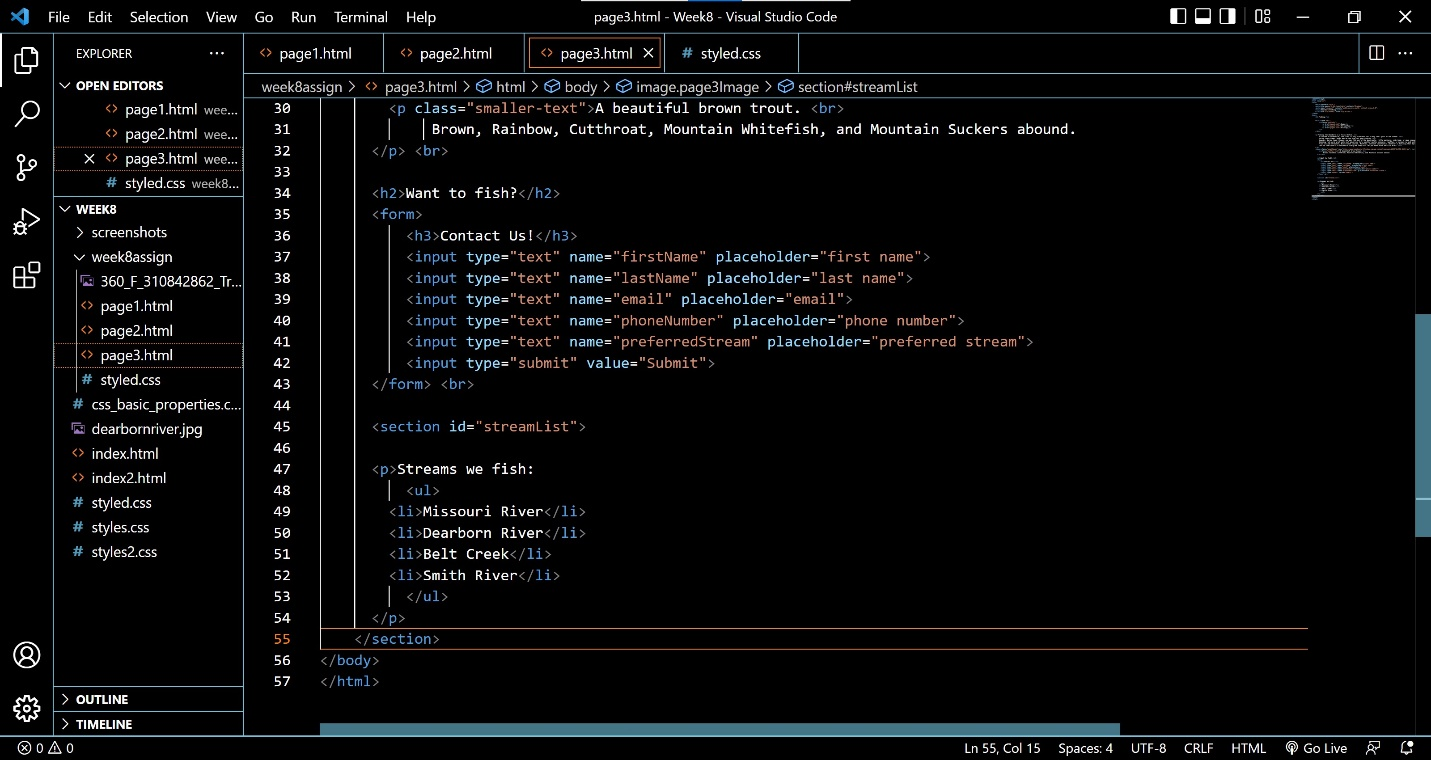 File Edit Selection View Go Run Terminal Help page3.html - Week8 - Visual Studio Code
EXPLORER ...
OPEN EDITORS
page1.html wee...
page2.html wee...
page3.html wee...
styled.css week8...
WEEK8
screenshots
week8assign
360_F_310842862_Tr...
page1.html
page2.html
page3.html
styled.css
css_basic_properties.c...
dearbornriver.jpg
index.html
index2.html
styled.css
styles.css
styles2.css
OUTLINE
TIMELINE
page1.html page2.html page3.html styled.css
week8assign > page3.html > html > body > image.page3Image > section#streamList
30 <p class="smaller-text">A beautiful brown trout. <br>
31 Brown, Rainbow, Cutthroat, Mountain Whitefish, and Mountain Suckers abound.
32 </p> <br>
33
34 <h2>Want to fish?</h2>
35 <form>
36 <h3>Contact Us!</h3>
37 <input type="text" name="firstName" placeholder="first name">
38 <input type="text" name="lastName" placeholder="last name">
39 <input type="text" name="email" placeholder="email">
40 <input type="text" name="phoneNumber" placeholder="phone number">
41 <input type="text" name="preferredStream" placeholder="preferred stream">
42 <input type="submit" value="Submit">
43 </form> <br>
44
45 <section id="streamList">
46
47 <p>Streams we fish:
48 <ul>
49 <li>Missouri River</li>
50 <li>Dearborn River</li>
51 <li>Belt Creek</li>
52 <li>Smith River</li>
53 </ul>
54 </p>
55 </section>
56 </body>
57 </html>
0 0 Ln 55, Col 15 Spaces: 4 UTF-8 CRLF HTML Go Live